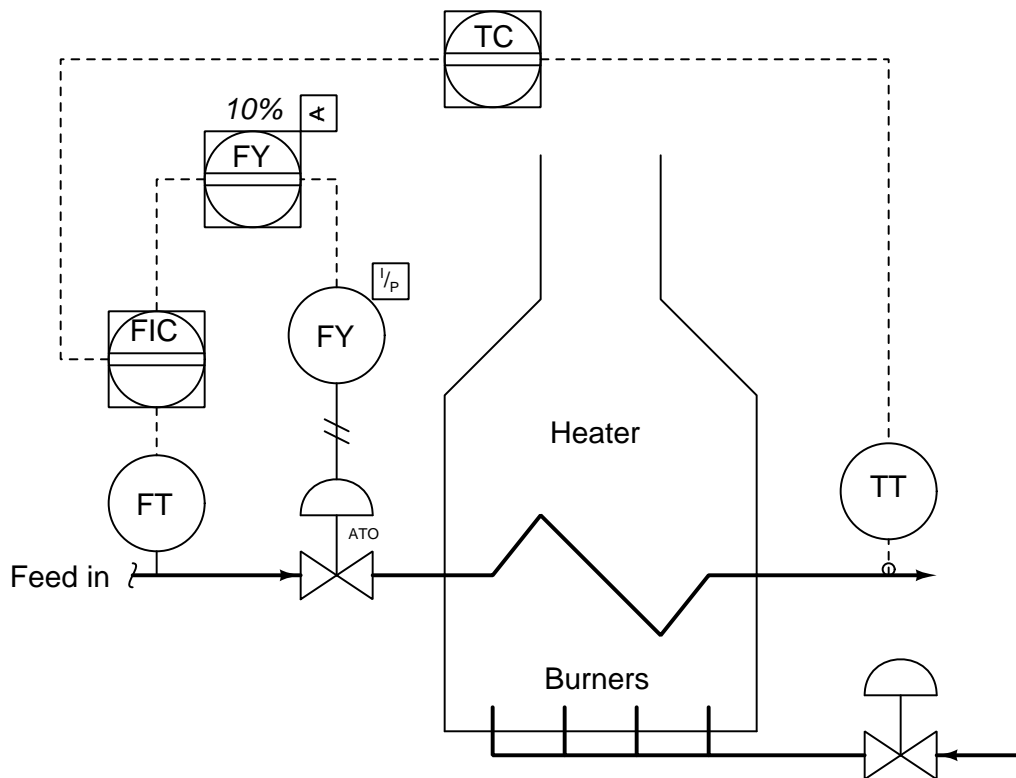 TC
10% ≮
FY
I/P
FIC
FY
Heater
TT
FT
ATO
Feed in
Burners